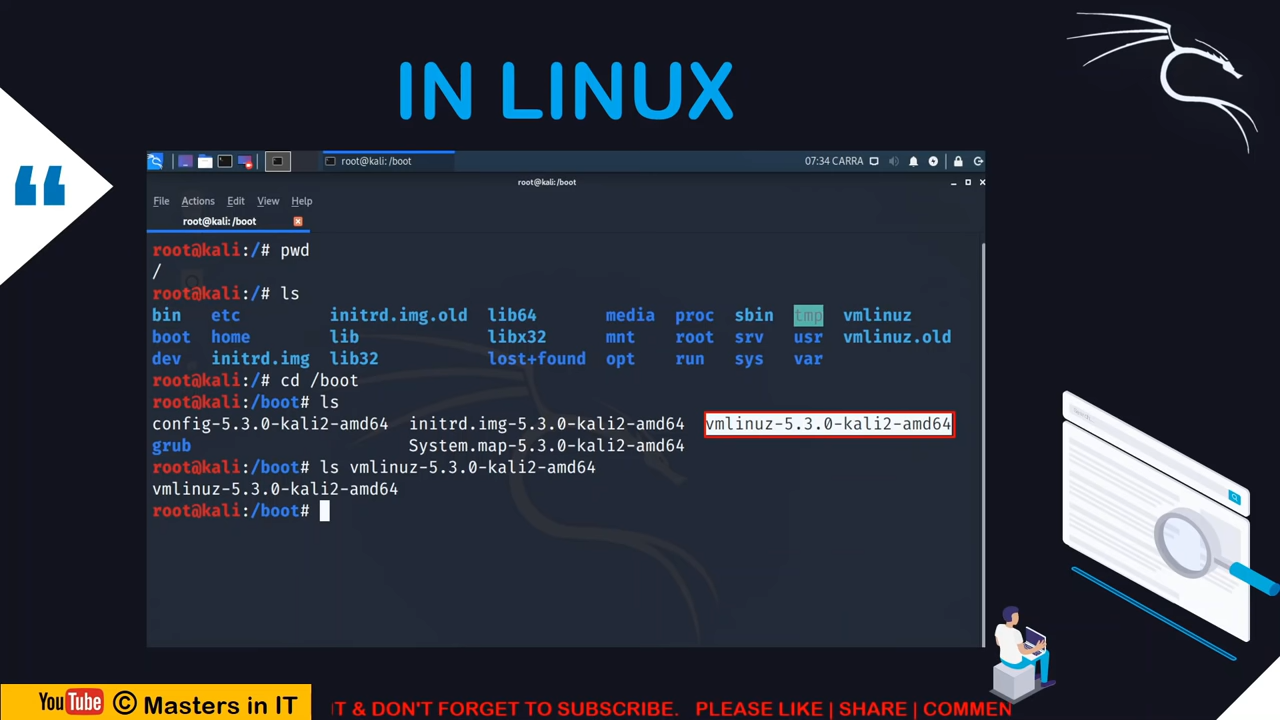 IN LINUX
“
root@kali: /boot
07:34 CARRA
root@kali:/boot
File Actions Edit View Help
root@kali: /boot
root@kali:/# pwd
/
root@kali:/# ls
bin etc initrd.img.old lib64 media proc sbin tmp vmlinuz
boot home lib libx32 mnt root srv usr vmlinuz.old
dev initrd.img lib32 lost+found opt run sys var
root@kali:/# cd /boot
root@kali:/boot# ls
config-5.3.0-kali2-amd64 initrd.img-5.3.0-kali2-amd64 vmlinuz-5.3.0-kali2-amd64
grub System.map-5.3.0-kali2-amd64
root@kali:/boot# ls vmlinuz-5.3.0-kali2-amd64
vmlinuz-5.3.0-kali2-amd64
root@kali:/boot#
YouTube © Masters in IT
IT & DON'T FORGET TO SUBSCRIBE. PLEASE LIKE | SHARE | COMMEN